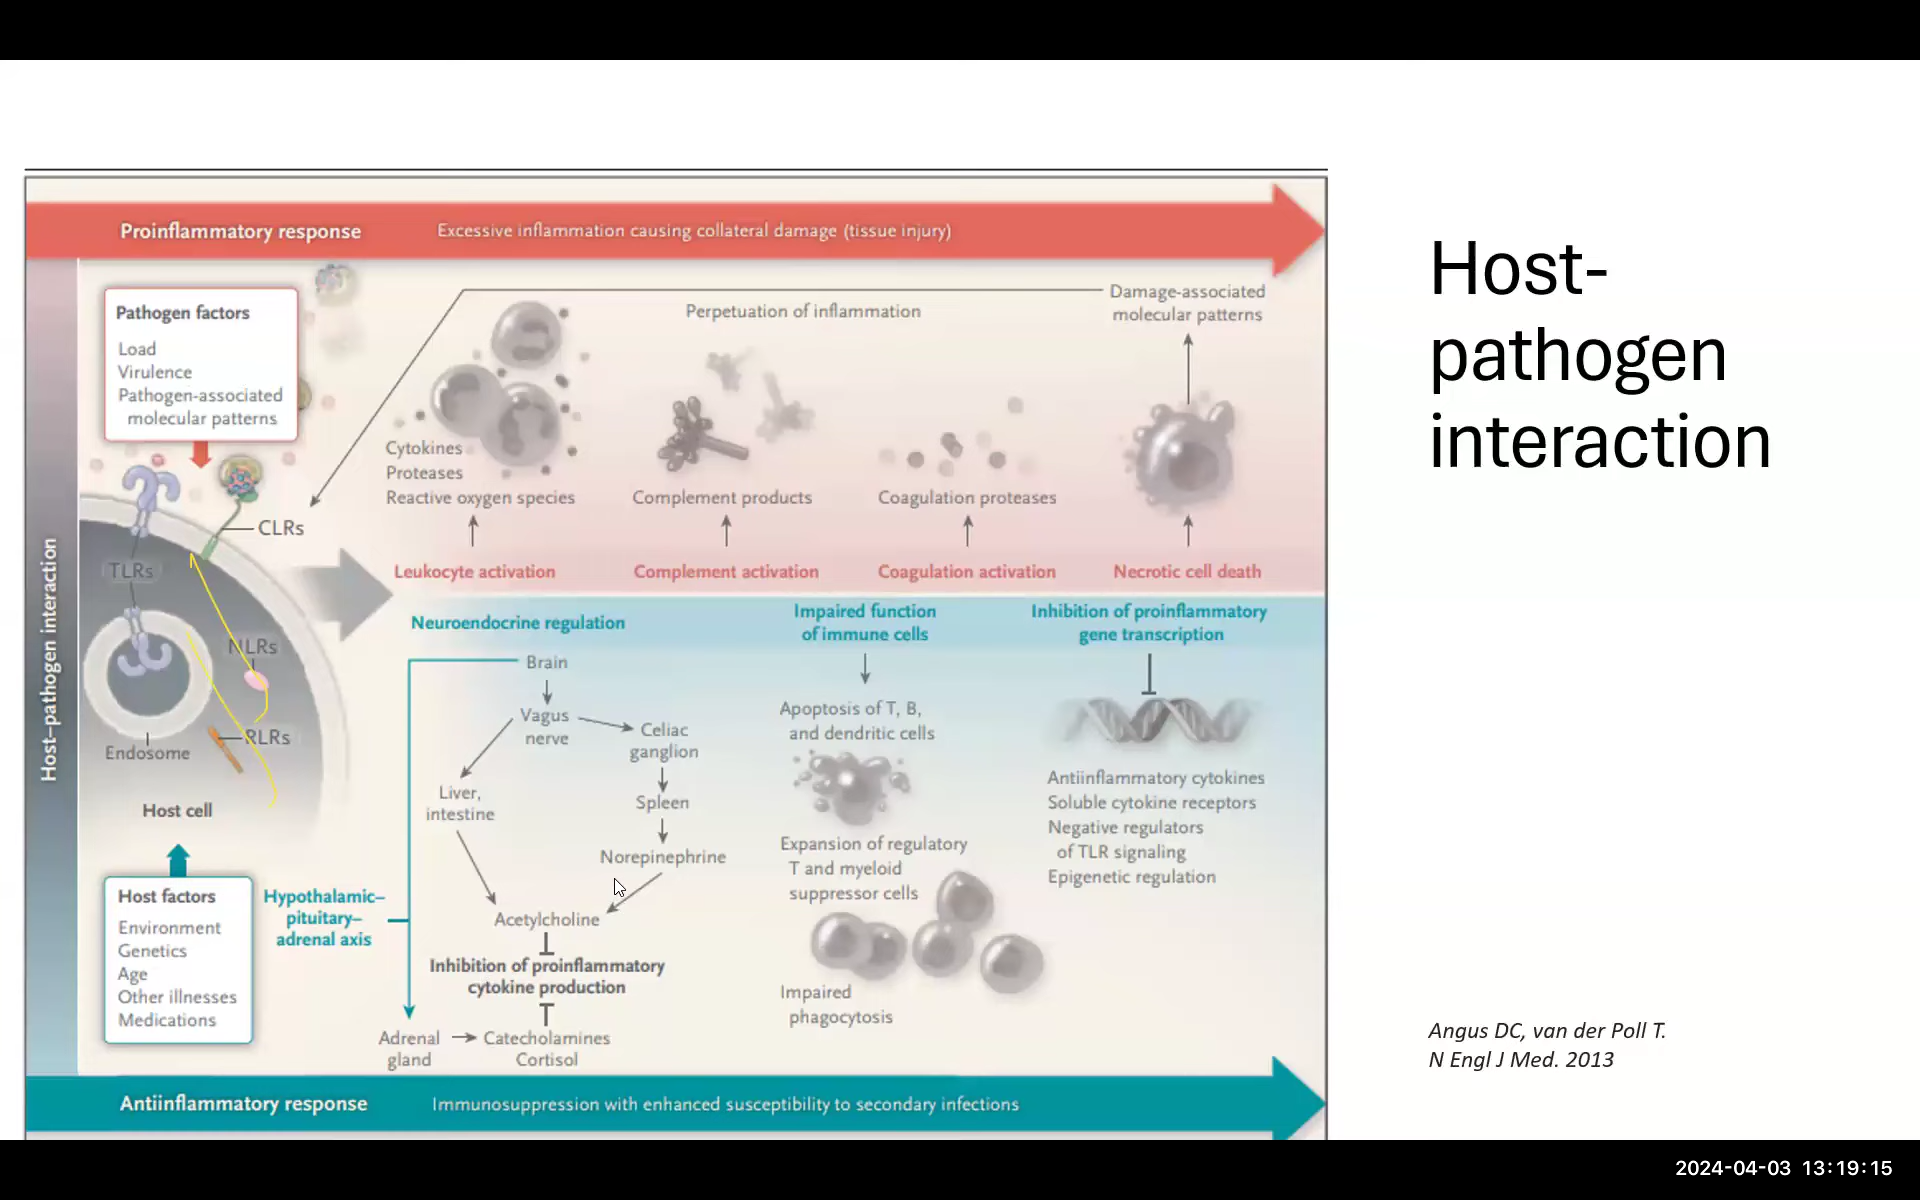 Proinflammatory response
Excessive inflammation causing collateral damage (tissue injury)
Host–pathogen interaction
Pathogen factors
Load
Virulence
Pathogen-associated
molecular patterns
CLRs
TLRs
NLRs
RLRs
Endosome
Host cell
Host factors
Environment
Genetics
Age
Other illnesses
Medications
Perpetuation of inflammation
Damage-associated
molecular patterns
Cytokines
Proteases
Reactive oxygen species
Complement products
Coagulation proteases
Leukocyte activation
Complement activation
Coagulation activation
Necrotic cell death
Neuroendocrine regulation
Brain
Vagus
nerve
Celiac
ganglion
Liver,
intestine
Spleen
Norepinephrine
Acetylcholine
Hypothalamic–
pituitary–
adrenal axis
Inhibition of proinflammatory
cytokine production
Adrenal
gland
Catecholamines
Cortisol
Impaired function
of immune cells
Apoptosis of T, B,
and dendritic cells
Expansion of regulatory
T and myeloid
suppressor cells
Impaired
phagocytosis
Inhibition of proinflammatory
gene transcription
Antiinflammatory cytokines
Soluble cytokine receptors
Negative regulators
of TLR signaling
Epigenetic regulation
Antiinflammatory response
Immunosuppression with enhanced susceptibility to secondary infections
Host-
pathogen
interaction
Angus DC, van der Poll T.
N Engl J Med. 2013
2024-04-03 13:19:15